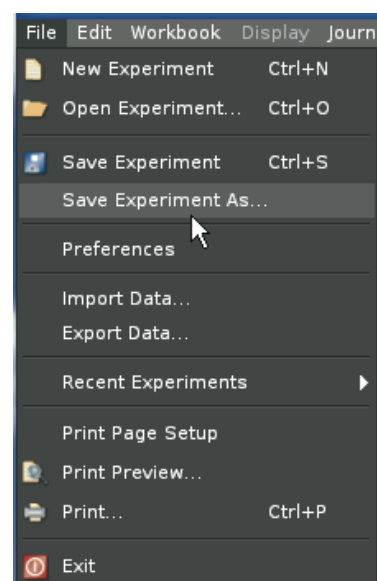 File Edit Workbook Display Journ
New Experiment Ctrl+N
Open Experiment... Ctrl+O
Save Experiment Ctrl+S
Save Experiment As...
Preferences
Import Data...
Export Data...
Recent Experiments
Print Page Setup
Print Preview...
Print... Ctrl+P
Exit